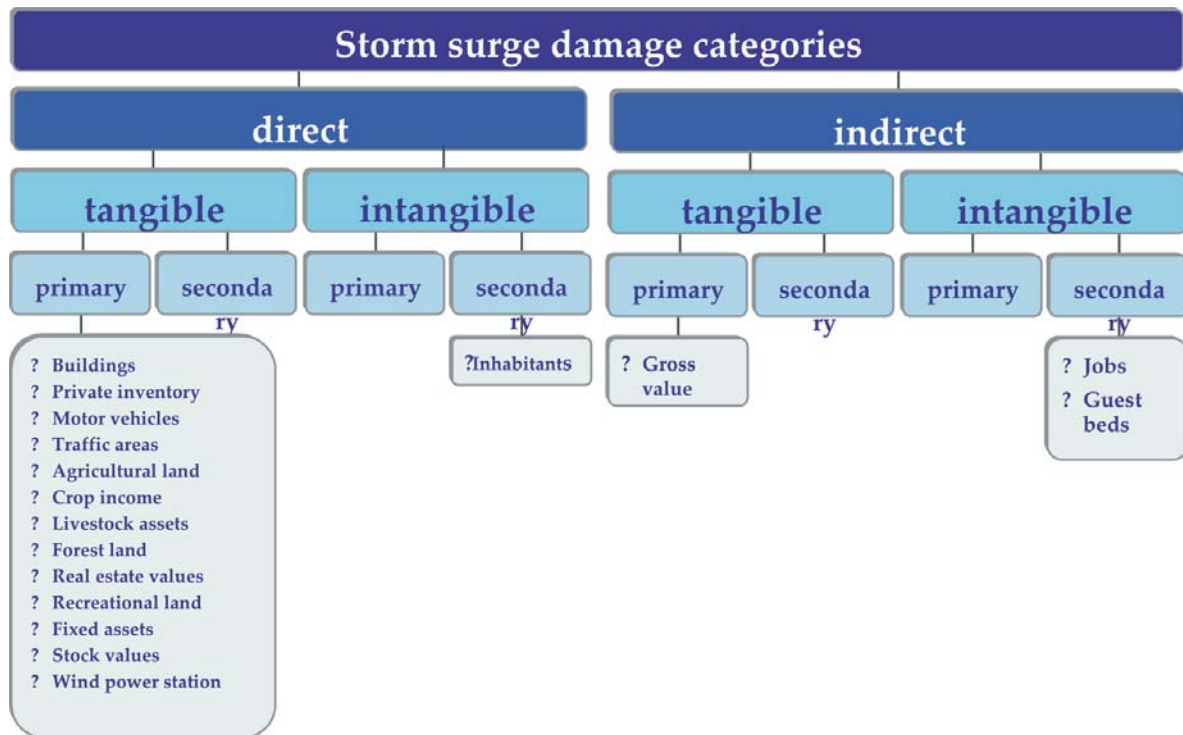 Storm surge damage categories
direct
indirect
tangible
intangible
tangible
intangible
primary
seconda
ry
primary
seconda
ry
primary
seconda
ry
primary
seconda
ry
? Buildings
? Private inventory
? Motor vehicles
? Traffic areas
? Agricultural land
? Crop income
? Livestock assets
? Forest land
? Real estate values
? Recreational land
? Fixed assets
? Stock values
? Wind power station
?Inhabitants
? Gross
value
? Jobs
? Guest
beds